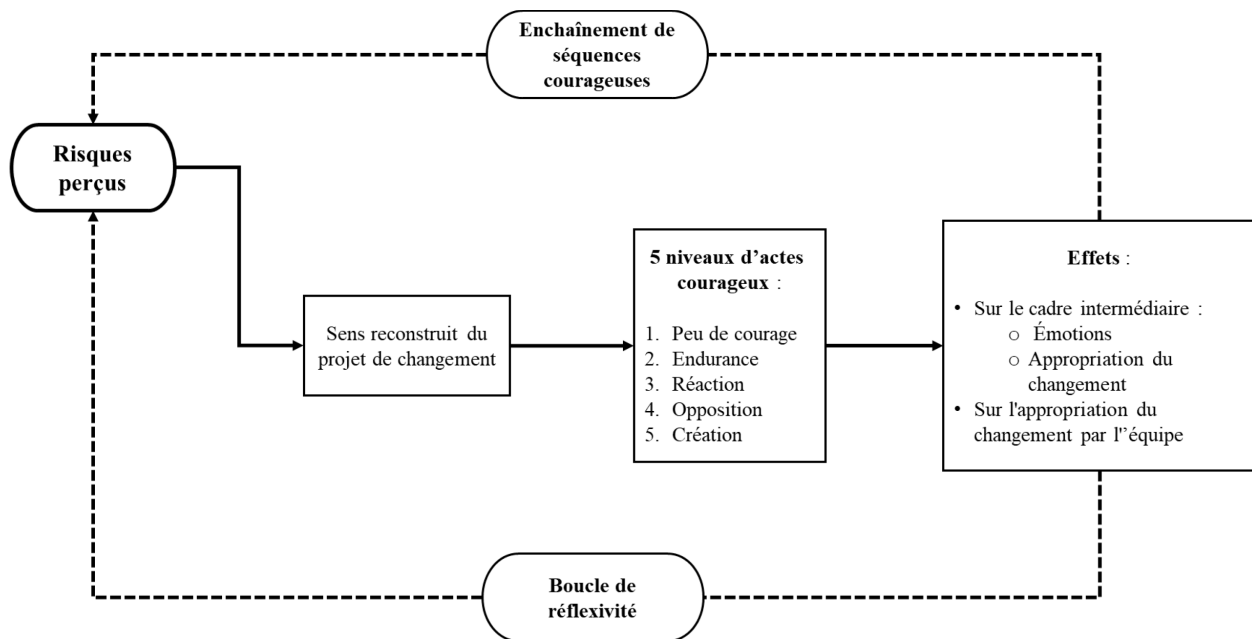 Enchaînement de
séquences
courageuses
Risques
perçus
Sens reconstruit du
projet de changement
5 niveaux d’actes
courageux :
1. Peu de courage
2. Endurance
3. Réaction
4. Opposition
5. Création
Effets :
• Sur le cadre intermédiaire :
o Émotions
o Appropriation du
changement
• Sur l'appropriation du
changement par l'’équipe
Boucle de
réflexivité